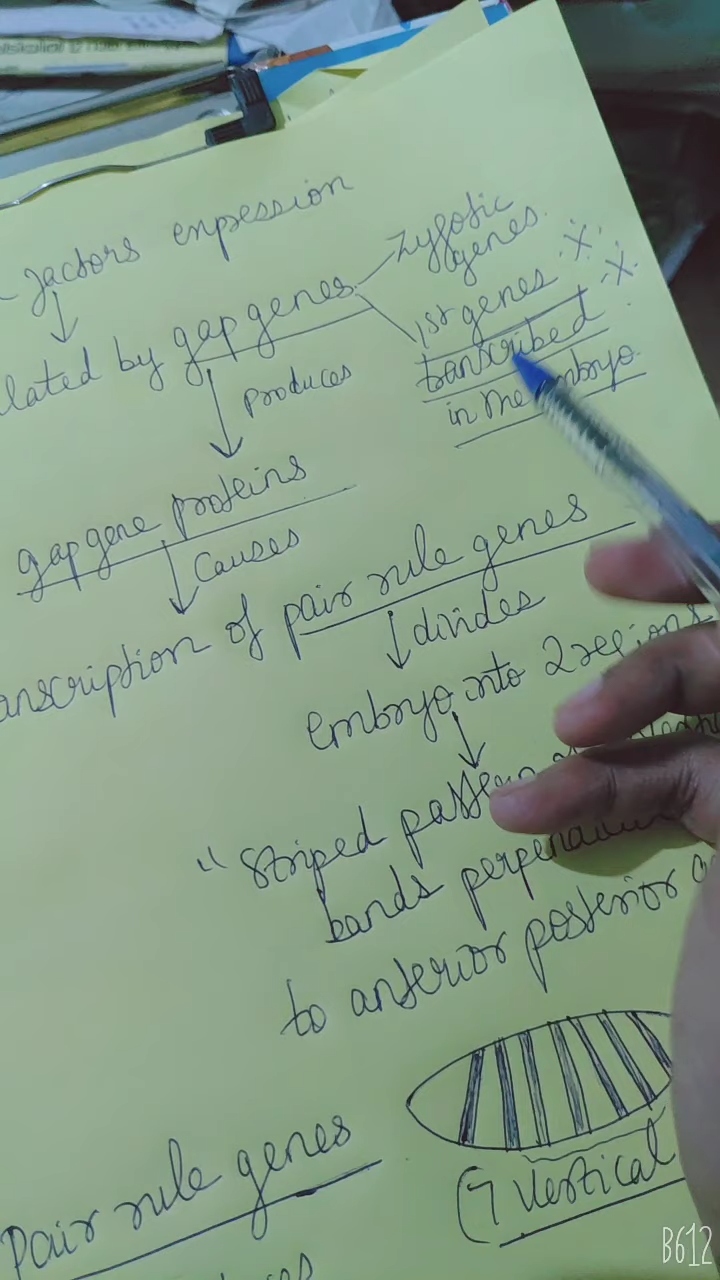 factors expression
Zygotic
genes.
lated by gap genes
1st genes
transcribed
in the embryo
produces
gap gene proteins
causes
anscription of pair rule genes
divides
embryo into 2 regions
"Striped pattern
bands
to anterior posterior
Pair rule genes
(7 Vertical
B612